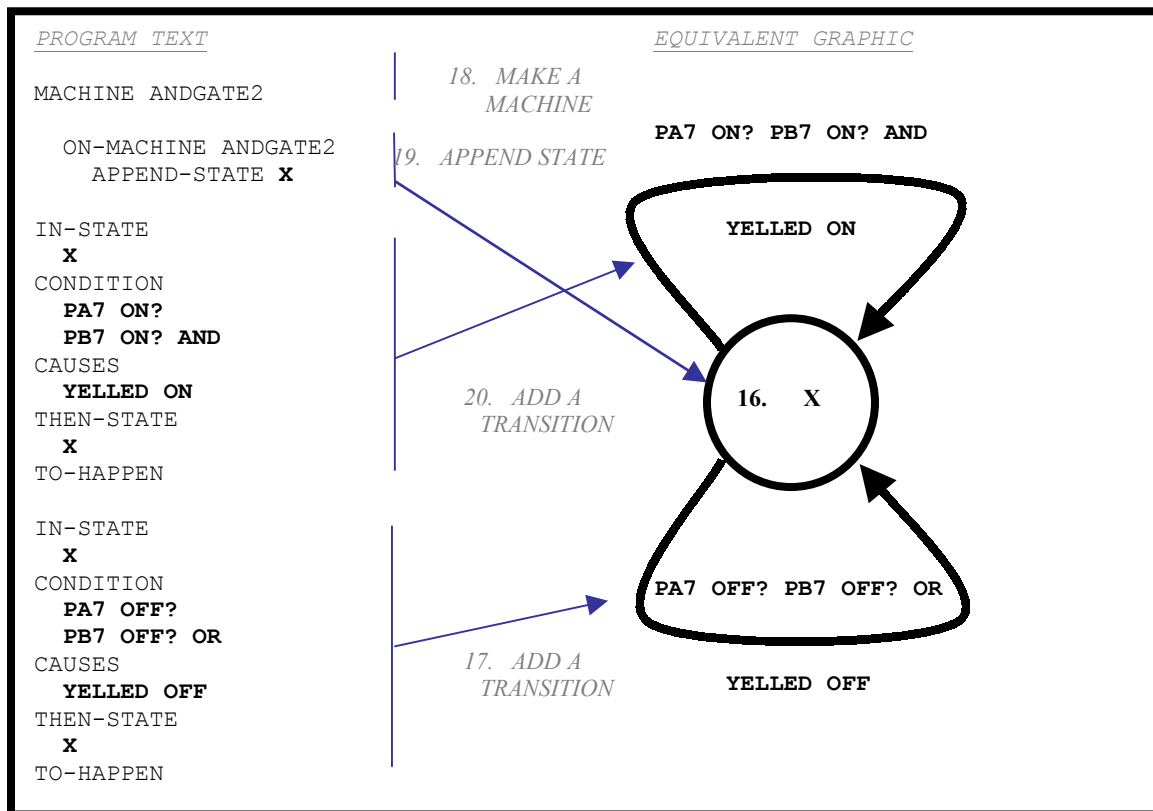 PROGRAM TEXT
MACHINE ANDGATE2
ON-MACHINE ANDGATE2
APPEND-STATE X
IN-STATE
X
CONDITION
PA7 ON?
PB7 ON? AND
CAUSES
YELLED ON
THEN-STATE
X
TO-HAPPEN
IN-STATE
X
CONDITION
PA7 OFF?
PB7 OFF? OR
CAUSES
YELLED OFF
THEN-STATE
X
TO-HAPPEN
18. MAKE A
MACHINE
19. APPEND STATE
20. ADD A
TRANSITION
17. ADD A
TRANSITION
EQUIVALENT GRAPHIC
PA7 ON? PB7 ON? AND
YELLED ON
16. X
PA7 OFF? PB7 OFF? OR
YELLED OFF